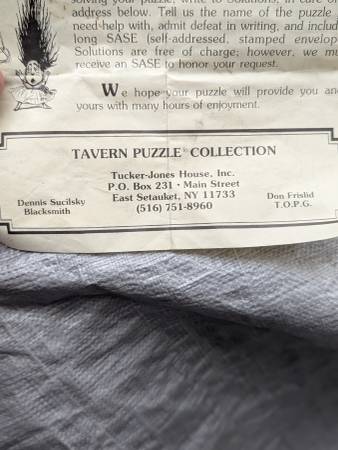 solving your puzzle, write to Solutions, in care of
address below. Tell us the name of the puzzle
need help with, admit defeat in writing, and includ
long SASE (self-addressed, stamped envelop
Solutions are free of charge; however, we mu
receive an SASE to honor your request.
We hope your puzzle will provide you an
yours with many hours of enjoyment.
TAVERN PUZZLE® COLLECTION
Tucker-Jones House, Inc.
P.O. Box 231 • Main Street
East Setauket, NY 11733
(516) 751-8960
Dennis Sucilsky
Blacksmith
Don Frislid
T.O.P.G.